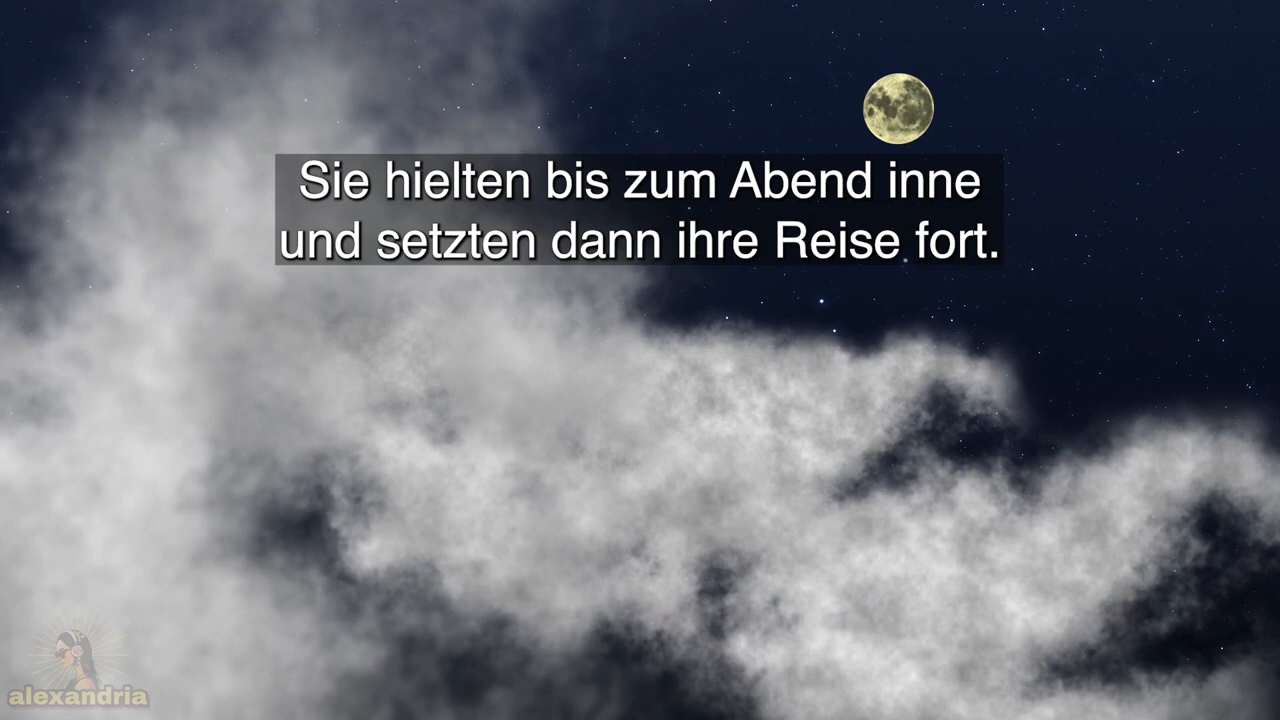 Sie hielten bis zum Abend inne
und setzten dann ihre Reise fort.
alexandria